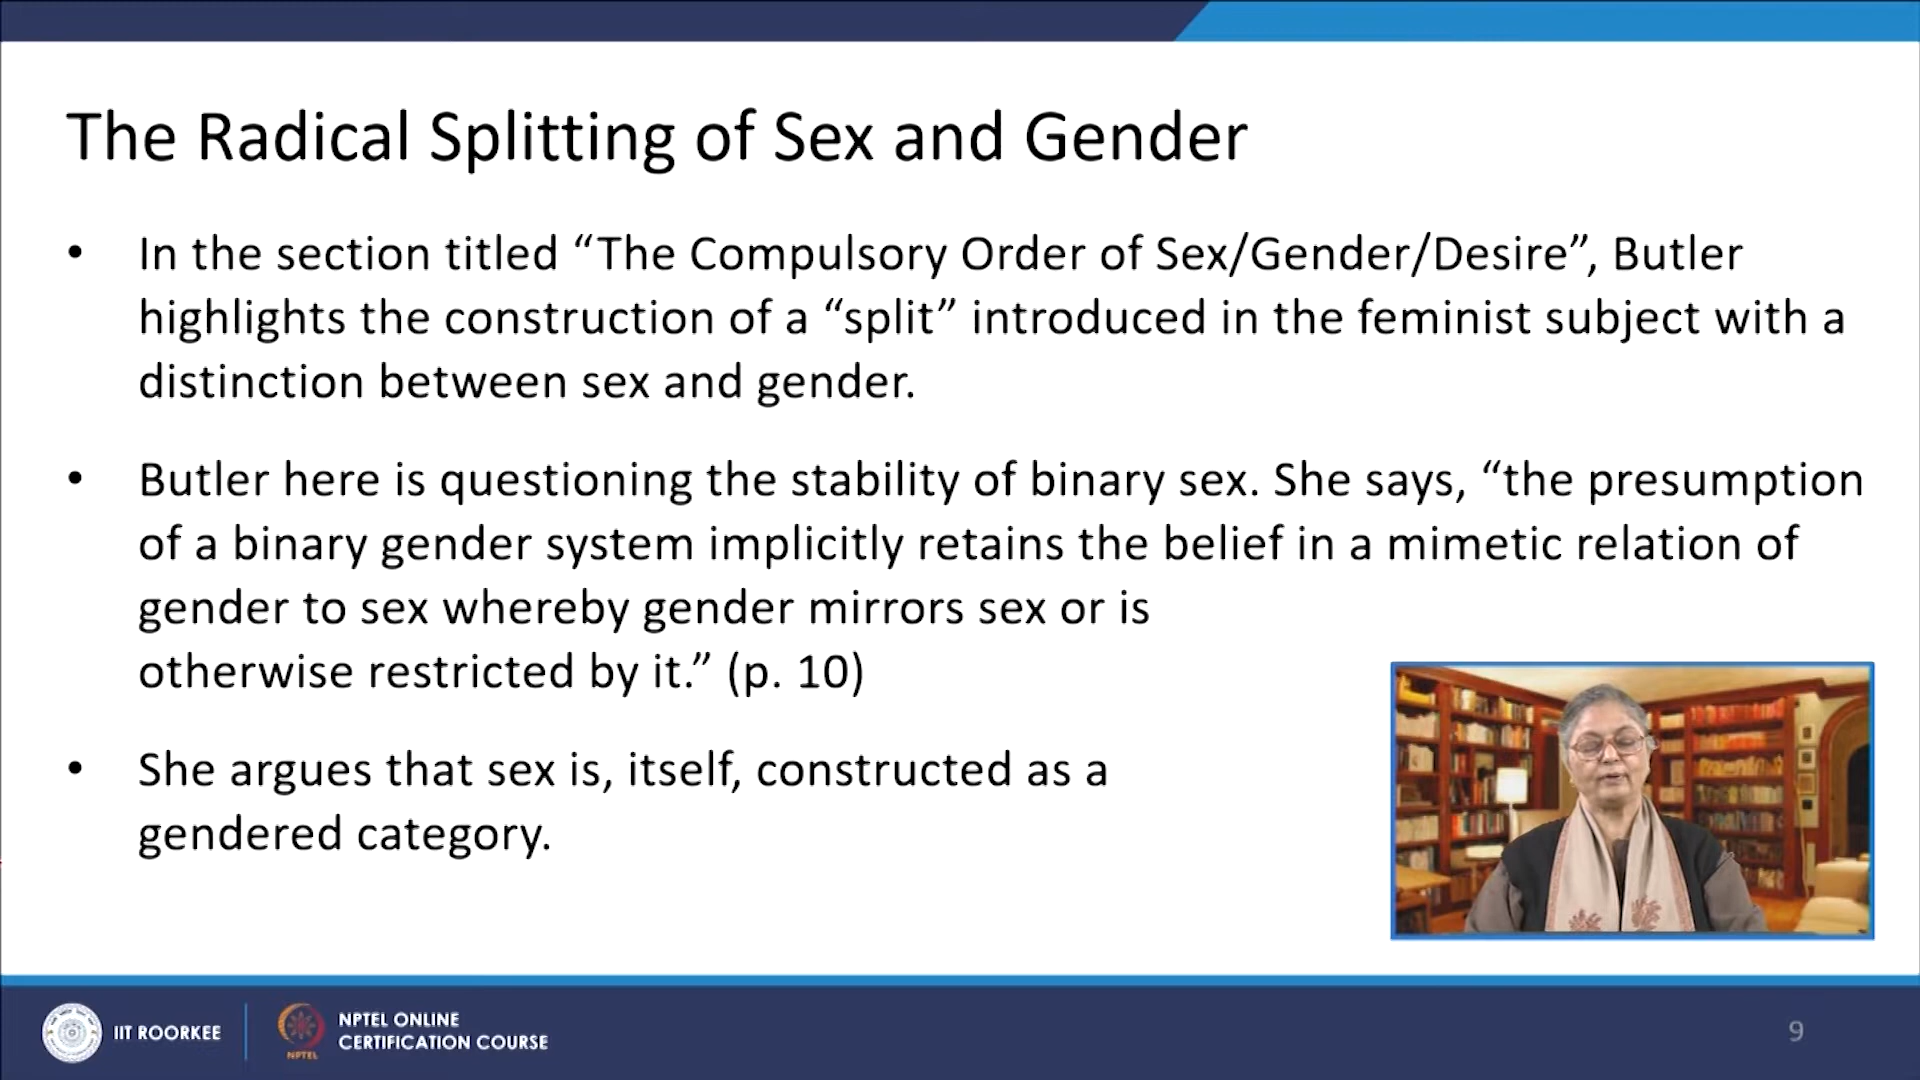 The Radical Splitting of Sex and Gender
• In the section titled “The Compulsory Order of Sex/Gender/Desire”, Butler
highlights the construction of a “split” introduced in the feminist subject with a
distinction between sex and gender.
• Butler here is questioning the stability of binary sex. She says, “the presumption
of a binary gender system implicitly retains the belief in a mimetic relation of
gender to sex whereby gender mirrors sex or is
otherwise restricted by it.” (p. 10)
• She argues that sex is, itself, constructed as a
gendered category.
IIT ROORKEE
NPTEL
NPTEL ONLINE
CERTIFICATION COURSE
9